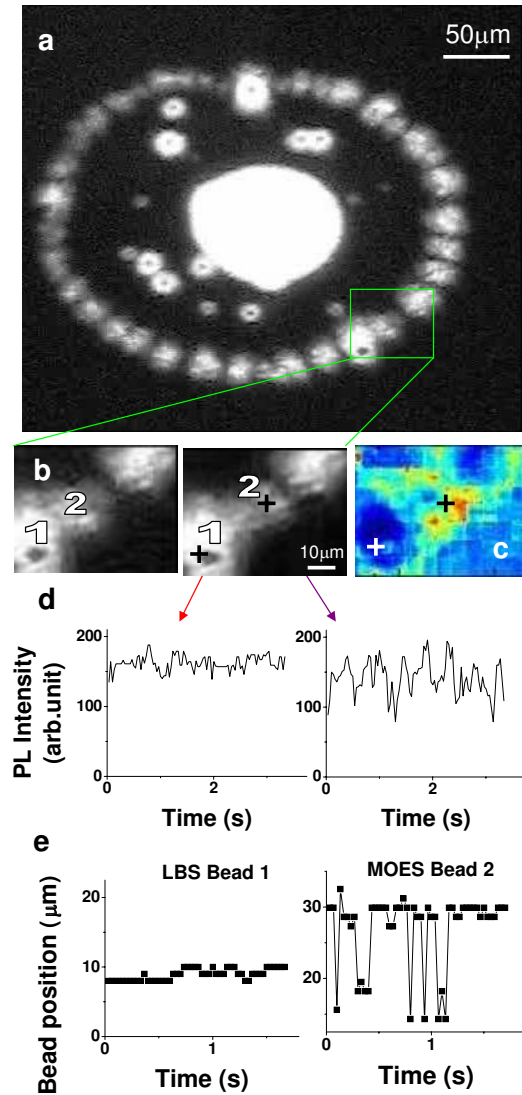 a
50μm
b
1
2
1
2
10μm
c
d
PL Intensity
(arb.unit)
200
100
0
0
2
Time (s)
200
100
0
0
2
Time (s)
e
Bead position (μm)
LBS Bead 1
20
10
0
0
1
Time (s)
MOES Bead 2
30
20
0
1
Time (s)